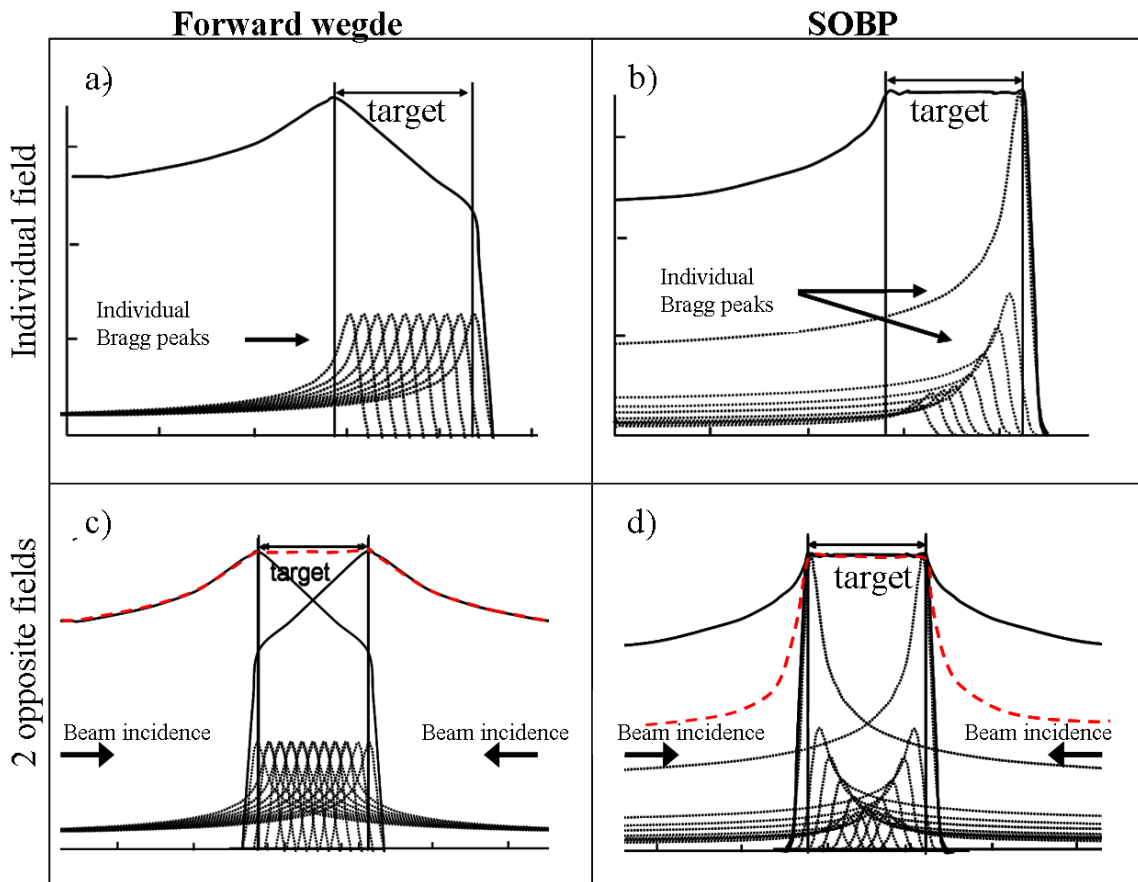 Forward wegde
SOBP
Individual field
2 opposite fields
a)
target
Individual
Bragg peaks
b)
target
Individual
Bragg peaks
c)
target
Beam incidence
Beam incidence
d)
target
Beam incidence
Beam incidence